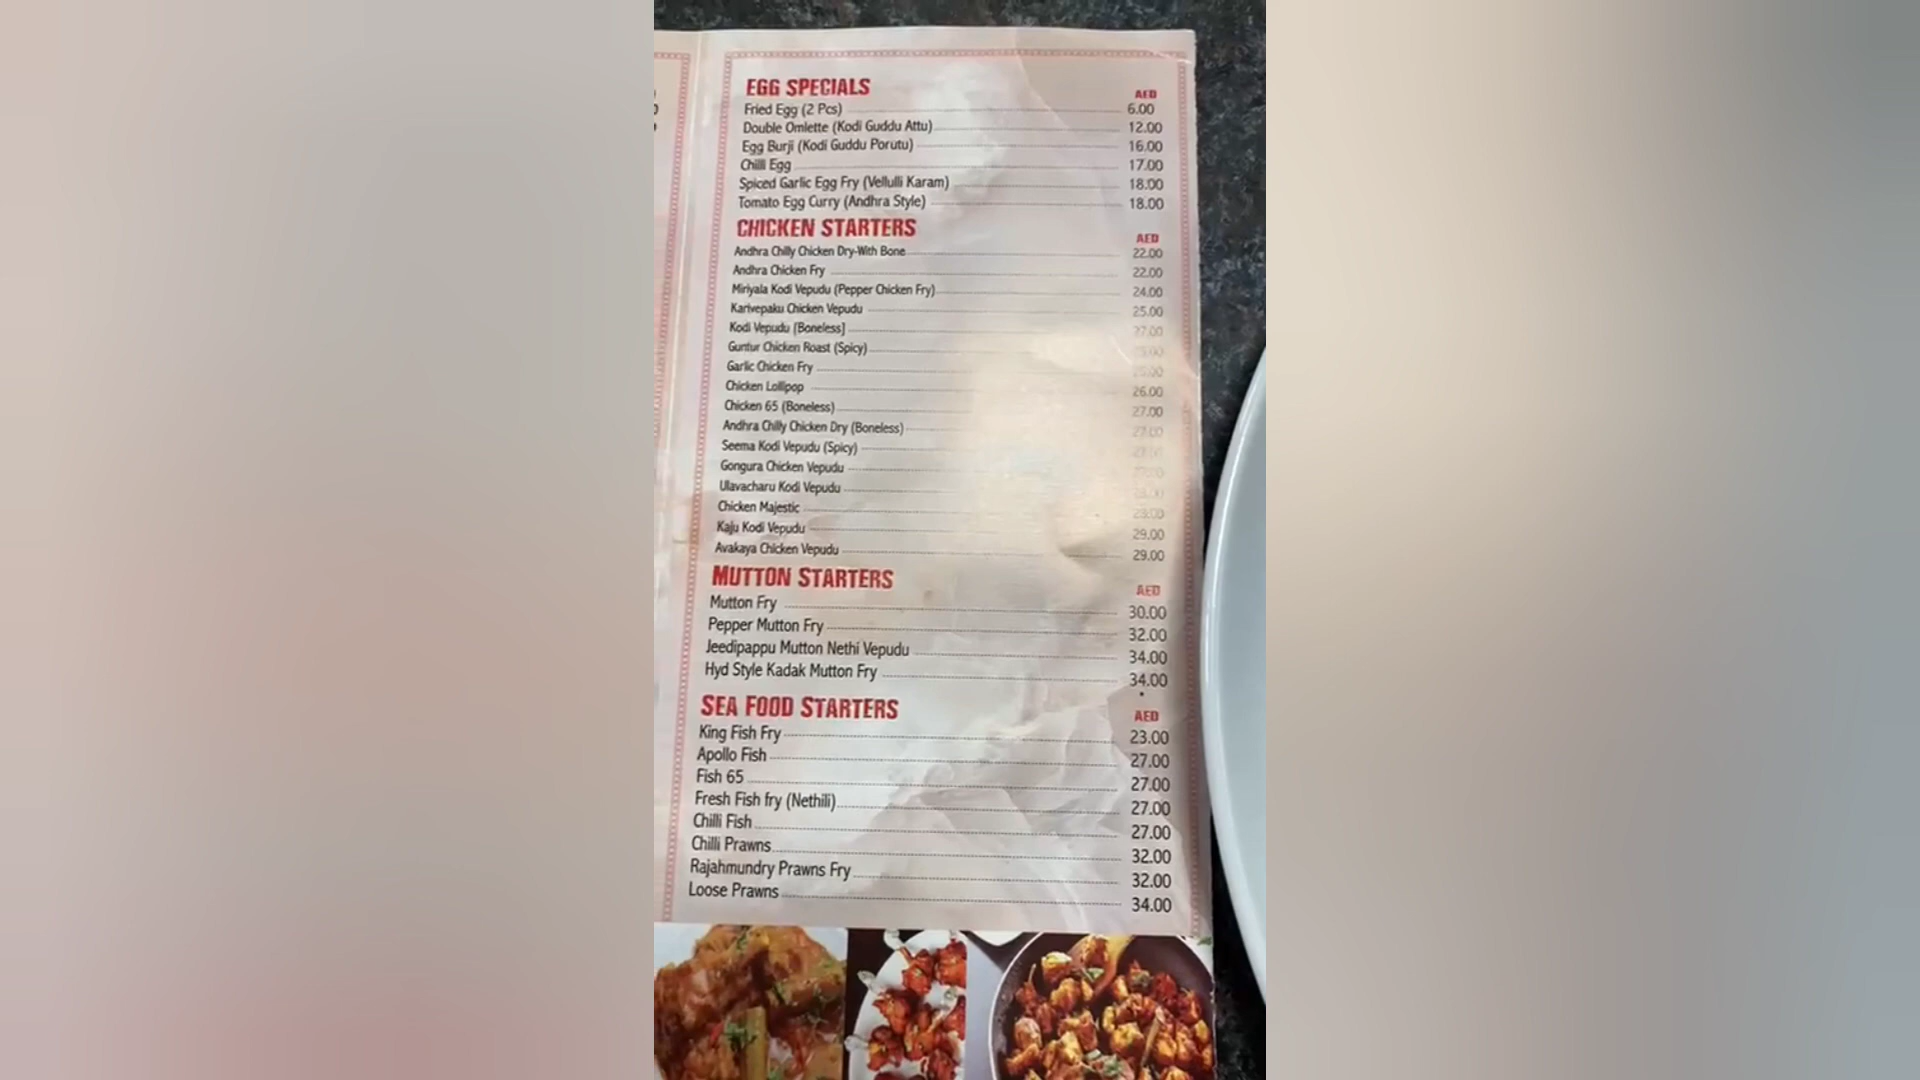 EGG SPECIALS AED
Fried Egg (2 Pcs) 6.00
Double Omlette (Kodi Guddu Attu) 12.00
Egg Burji (Kodi Guddu Porutu) 16.00
Chilli Egg 17.00
Spiced Garlic Egg Fry (Vellulli Karam) 18.00
Tomato Egg Curry (Andhra Style) 18.00
CHICKEN STARTERS AED
Andhra Chilly Chicken Dry-With Bone 22.00
Andhra Chicken Fry 22.00
Miriyala Kodi Vepudu (Pepper Chicken Fry) 24.00
Karivepaku Chicken Vepudu 25.00
Kodi Vepudu (Boneless] 27.00
Guntur Chicken Roast (Spicy)
Garlic Chicken Fry
Chicken Lollipop 26.00
Chicken 65 (Boneless) 27.00
Andhra Chilly Chicken Dry (Boneless) 27.00
Seema Kodi Vepudu (Spicy)
Gongura Chicken Vepudu
Ulavacharu Kodi Vepudu
Chicken Majestic 28.00
Kaju Kodi Vepudu 29.00
Avakaya Chicken Vepudu 29.00
MUTTON STARTERS AED
Mutton Fry 30.00
Pepper Mutton Fry 32.00
Jeedipappu Mutton Nethi Vepudu 34.00
Hyd Style Kadak Mutton Fry 34.00
SEA FOOD STARTERS AED
King Fish Fry 23.00
Apollo Fish 27.00
Fish 65 27.00
Fresh Fish fry (Nethili) 27.00
Chilli Fish 27.00
Chilli Prawns 32.00
Rajahmundry Prawns Fry 32.00
Loose Prawns 34.00